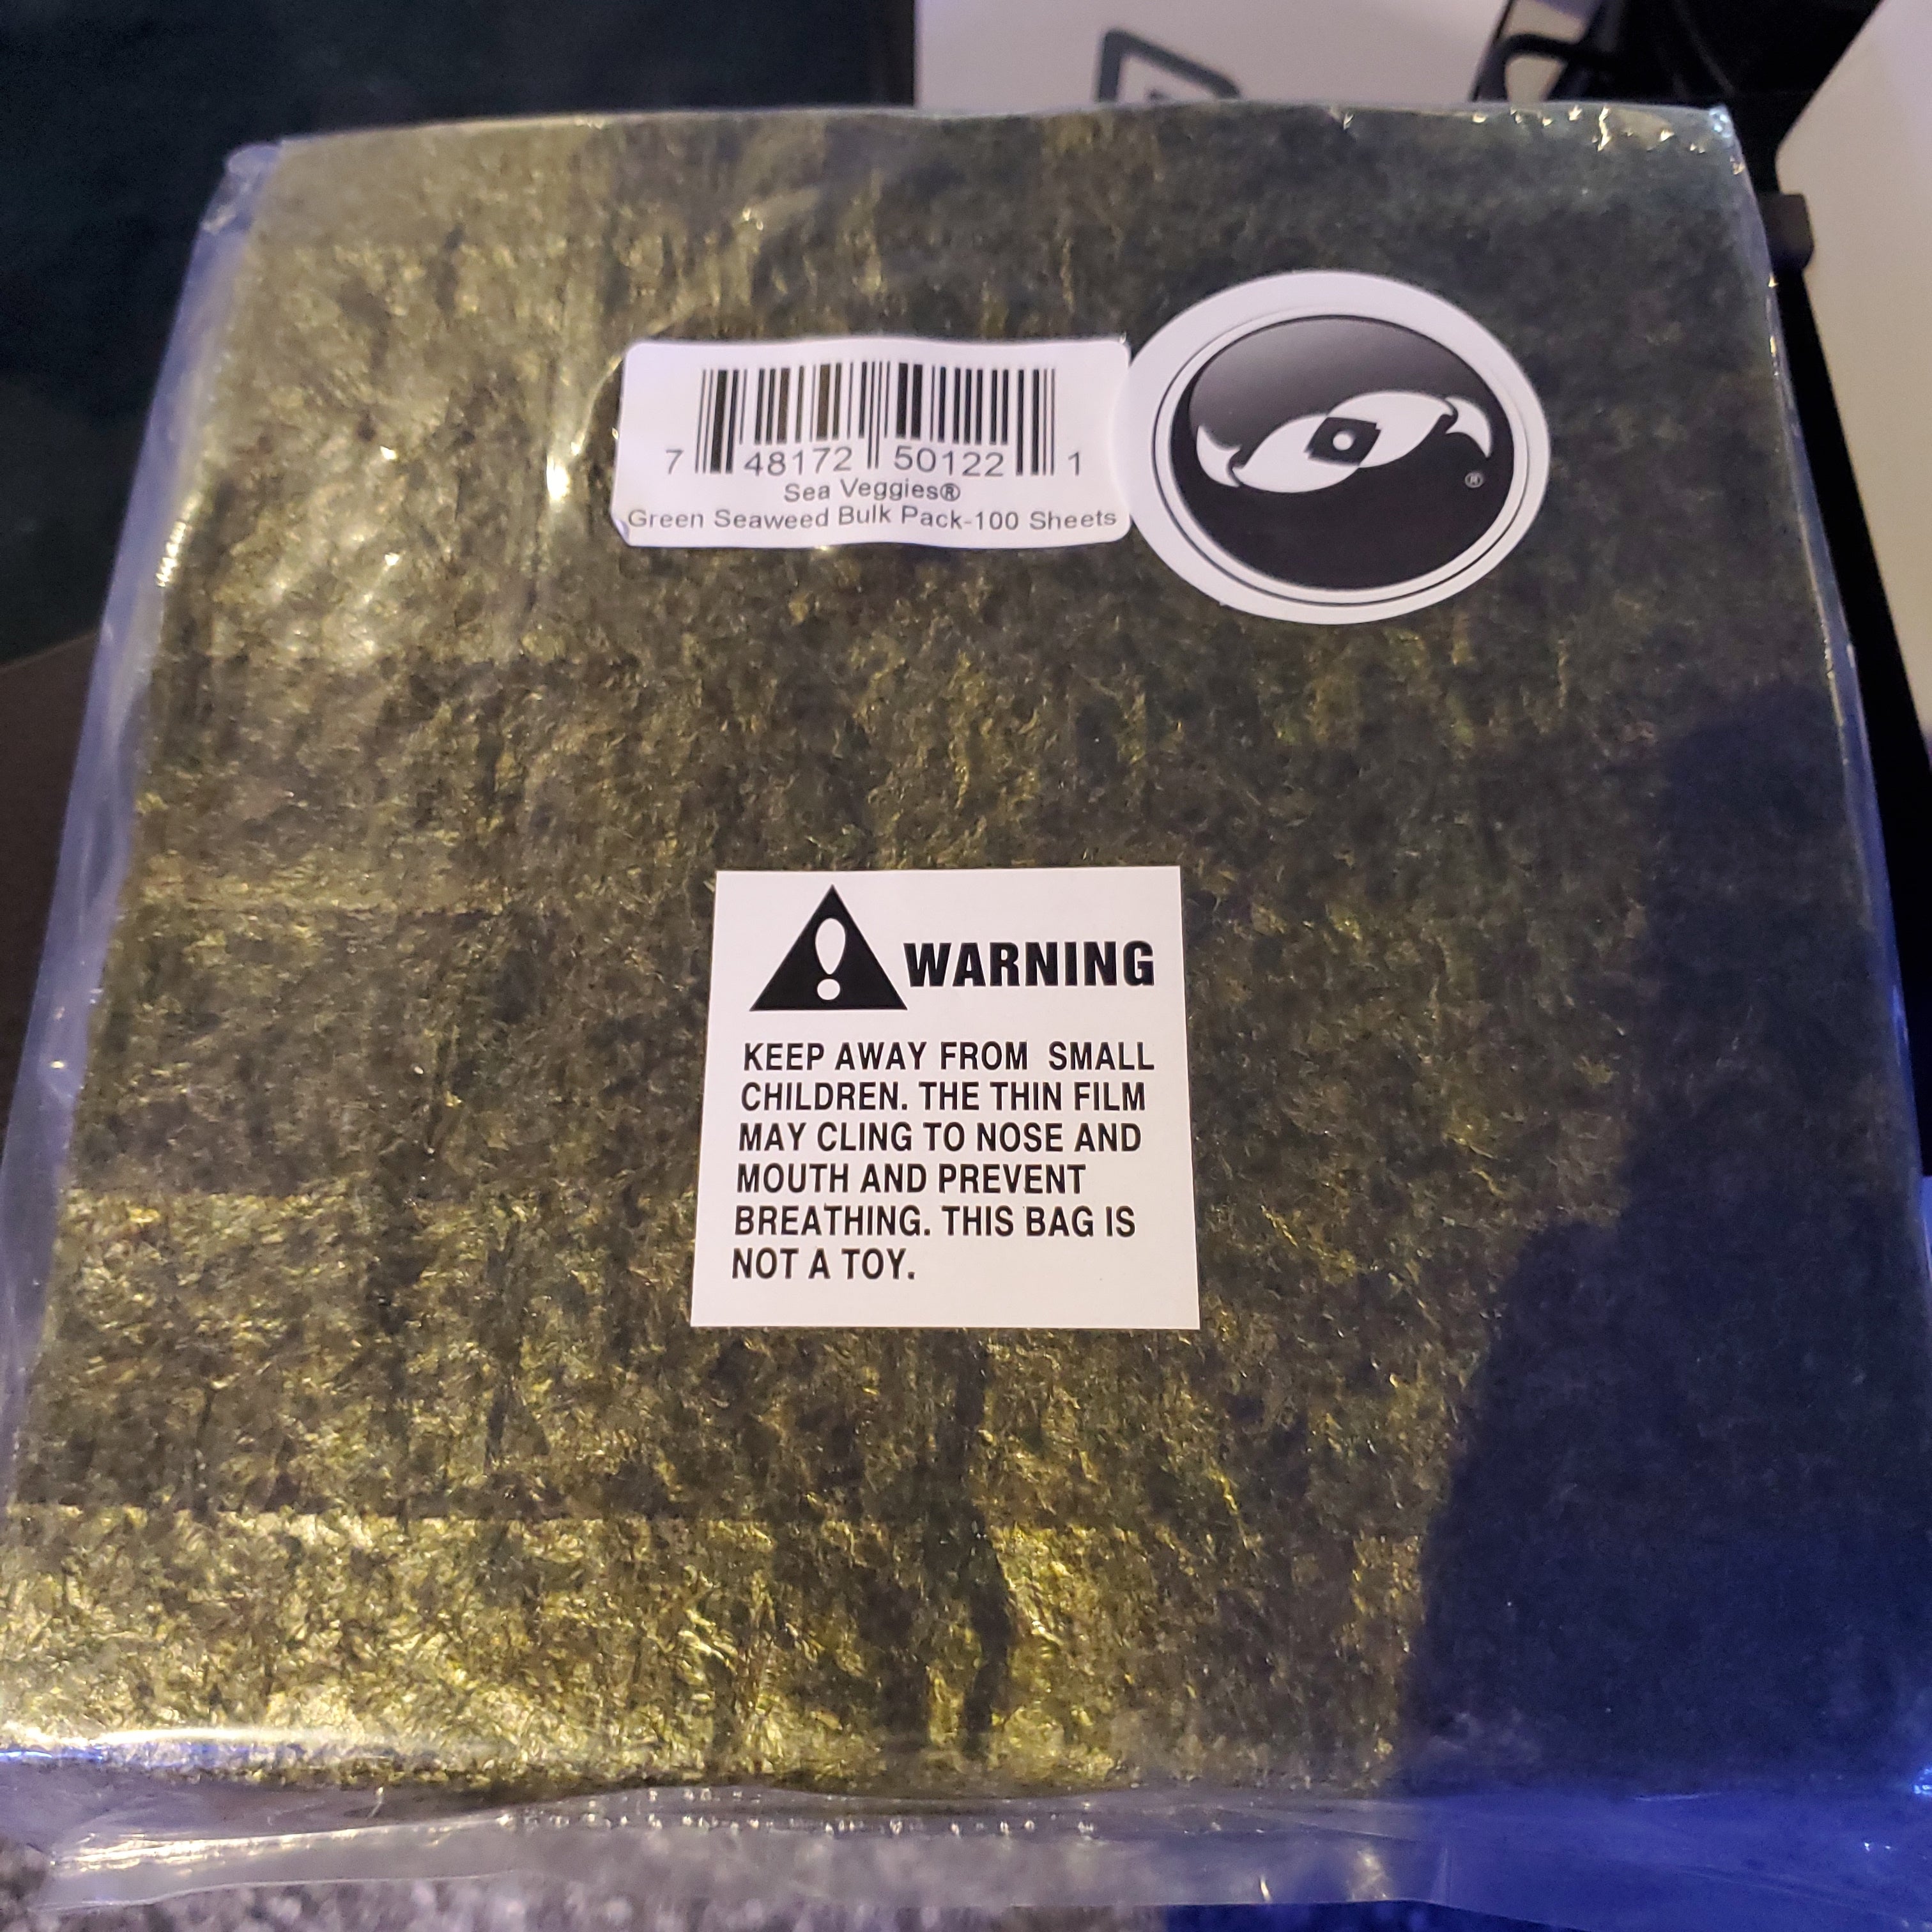 7 48172 50122 1
Sea Veggies®
Green Seaweed Bulk Pack-100 Sheets
®
WARNING
KEEP AWAY FROM SMALL
CHILDREN. THE THIN FILM
MAY CLING TO NOSE AND
MOUTH AND PREVENT
BREATHING. THIS BAG IS
NOT A TOY.